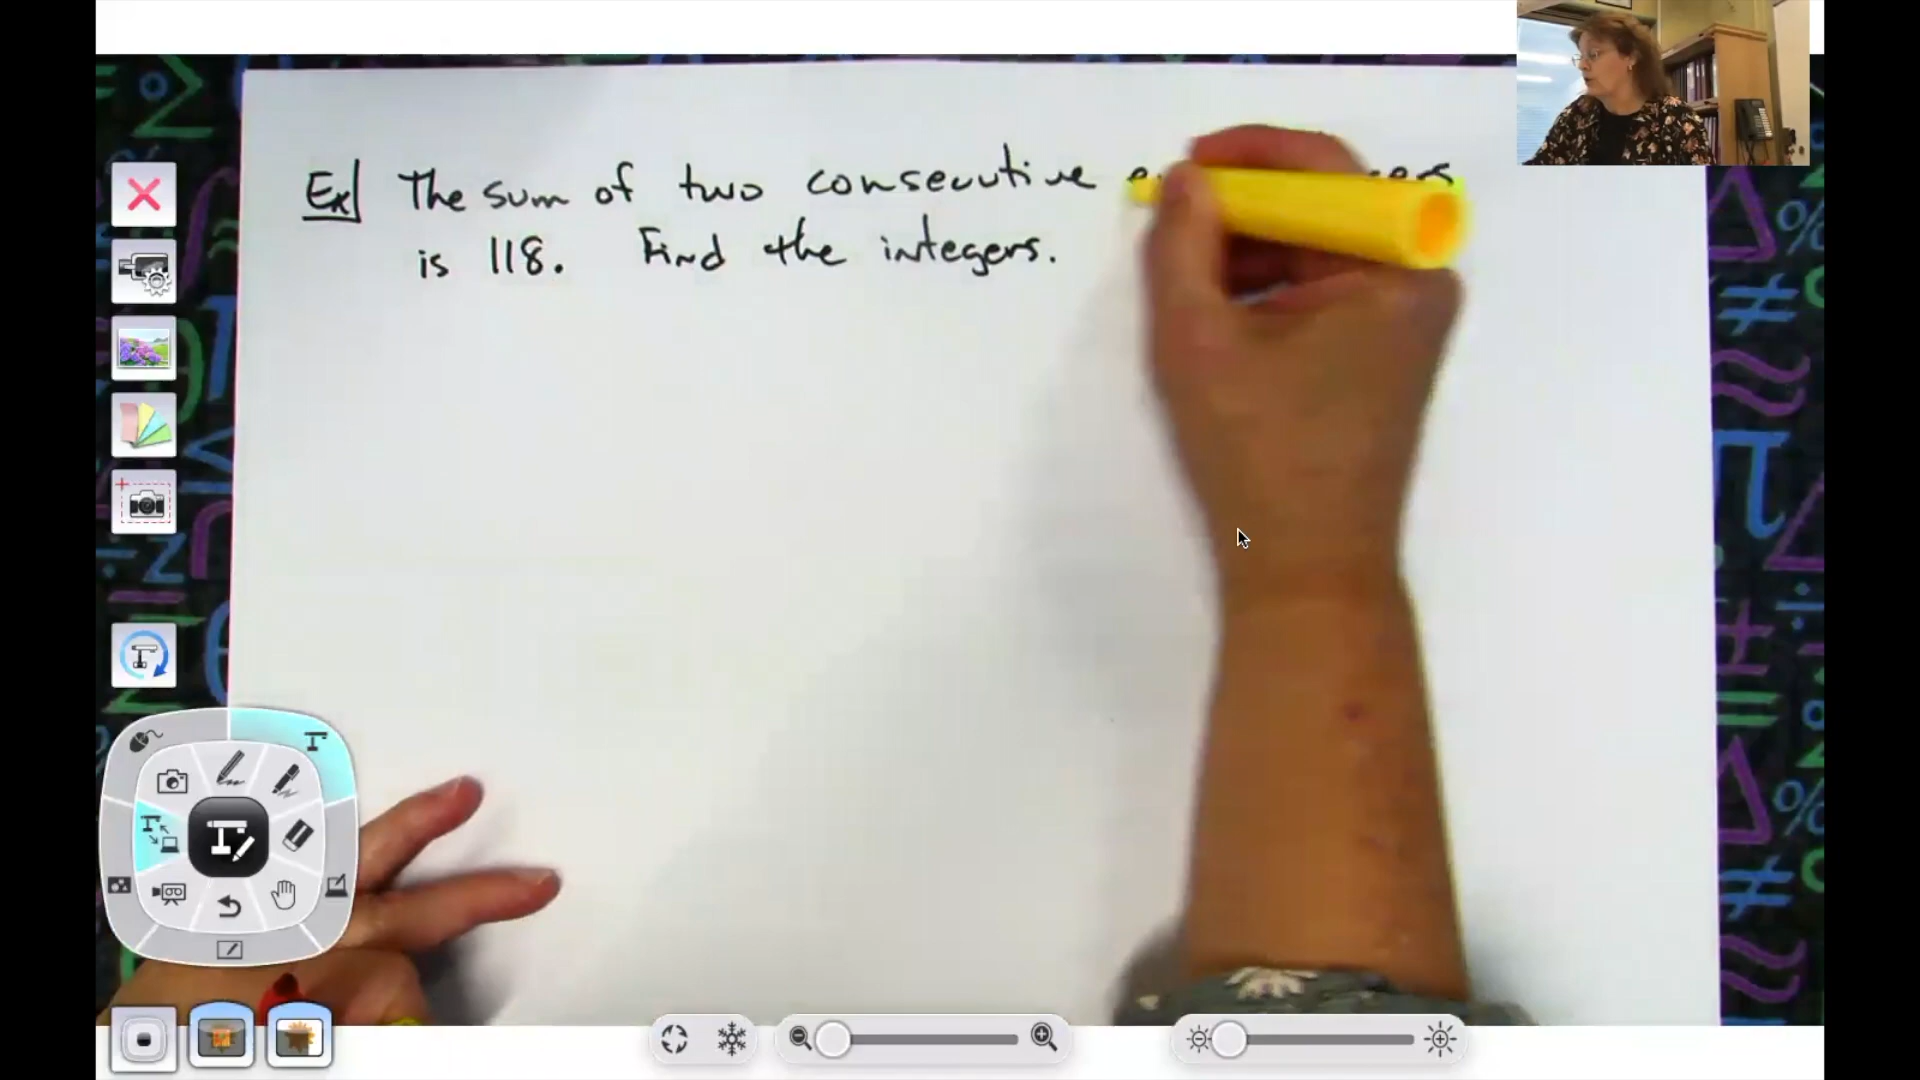 Ex The sum of two consecutive
is 118. Find the integers.